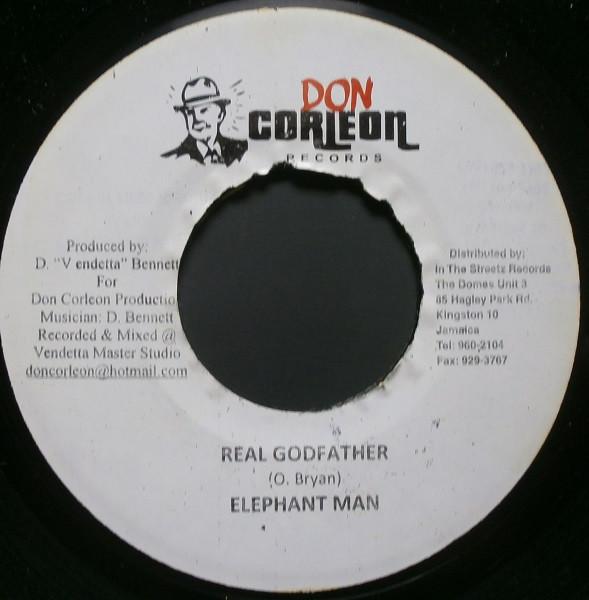 DON
CORLEON
RECORDS
Produced by:
D. "Vendetta" Bennett
For
Don Corleon Productio
Musician: D. Bennett
Recorded & Mixed @
Vendetta Master Studio
doncorleon@hotmail.com
Distributed by:
In The Streetz Records
The Domes Unit 3
85 Hagley Park Rd.
Kingston 10
Jamaica
Tel: 960-2104
Fax: 929-3767
REAL GODFATHER
(O. Bryan)
ELEPHANT MAN